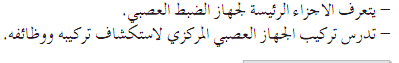 – يتعرف الاجزاء الرئيسة لجهاز الضبط العصبي.
– تدرس تركيب الجهاز العصبي المركزي لاستكشاف تركيبه ووظائفه.